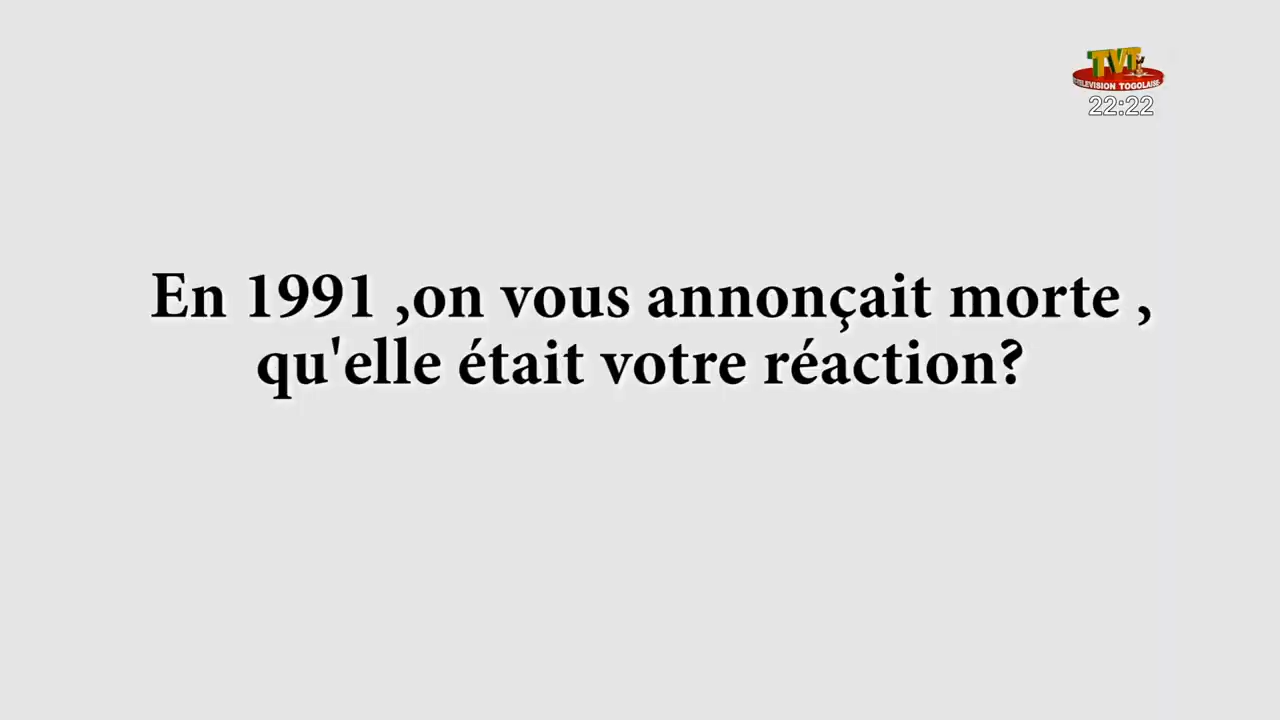 TVT
TELEVISION TOGOLAISE
22:22
En 1991 ,on vous annonçait morte ,
qu'elle était votre réaction?